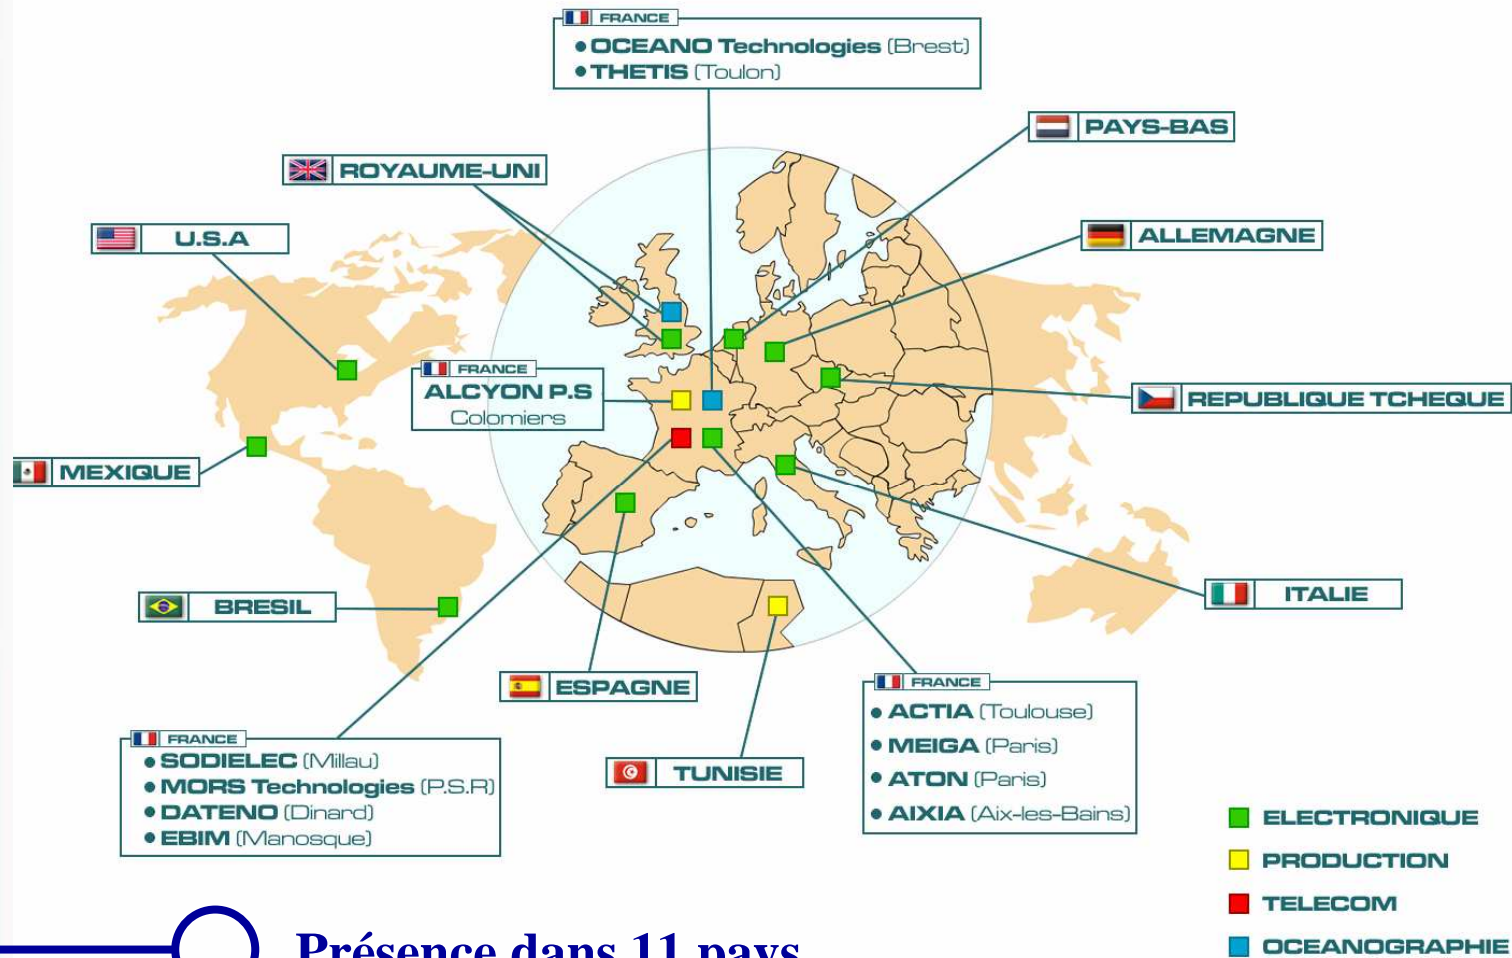 FRANCE
OCEANO Technologies (Brest)
THETIS (Toulon)
PAYS-BAS
ROYAUME-UNI
U.S.A
ALLEMAGNE
FRANCE
ALCYON P.S
Colomiers
REPUBLIQUE TCHEQUE
MEXIQUE
ITALIE
BRESIL
ESPAGNE
FRANCE
ACTIA (Toulouse)
MEIGA (Paris)
ATON (Paris)
AIXIA (Aix-les-Bains)
FRANCE
SODIELEC (Millau)
MORS Technologies (P.S.R)
DATENO (Dinard)
EBIM (Manosque)
TUNISIE
ELECTRONIQUE
PRODUCTION
TELECOM
OCEANOGRAPHIE
Présence dans 11 pays